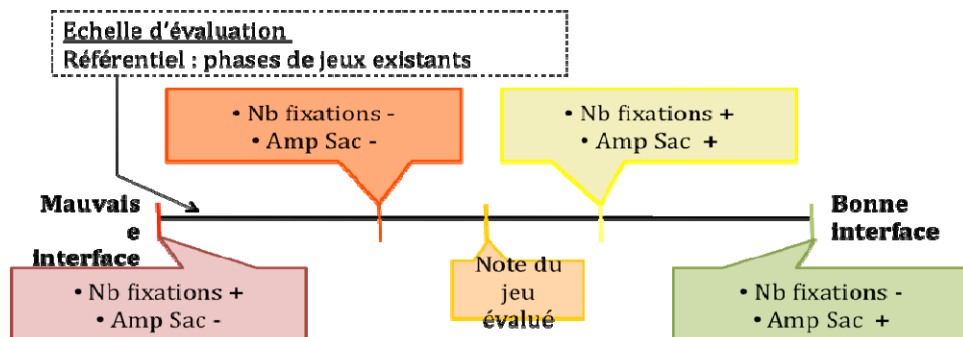 Echelle d'évaluation
Référentiel : phases de jeux existants
• Nb fixations -
• Amp Sac -
• Nb fixations +
• Amp Sac +
Mauvais
e
interface
Bonne
interface
• Nb fixations +
• Amp Sac -
Note du
jeu
évalué
• Nb fixations -
• Amp Sac +